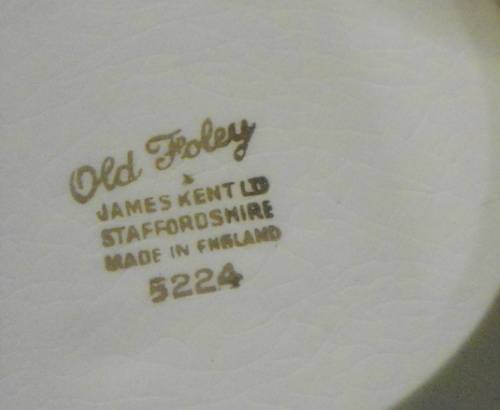 Old Foley
JAMES KENT LTD
STAFFORDSHIRE
MADE IN ENGLAND
5224